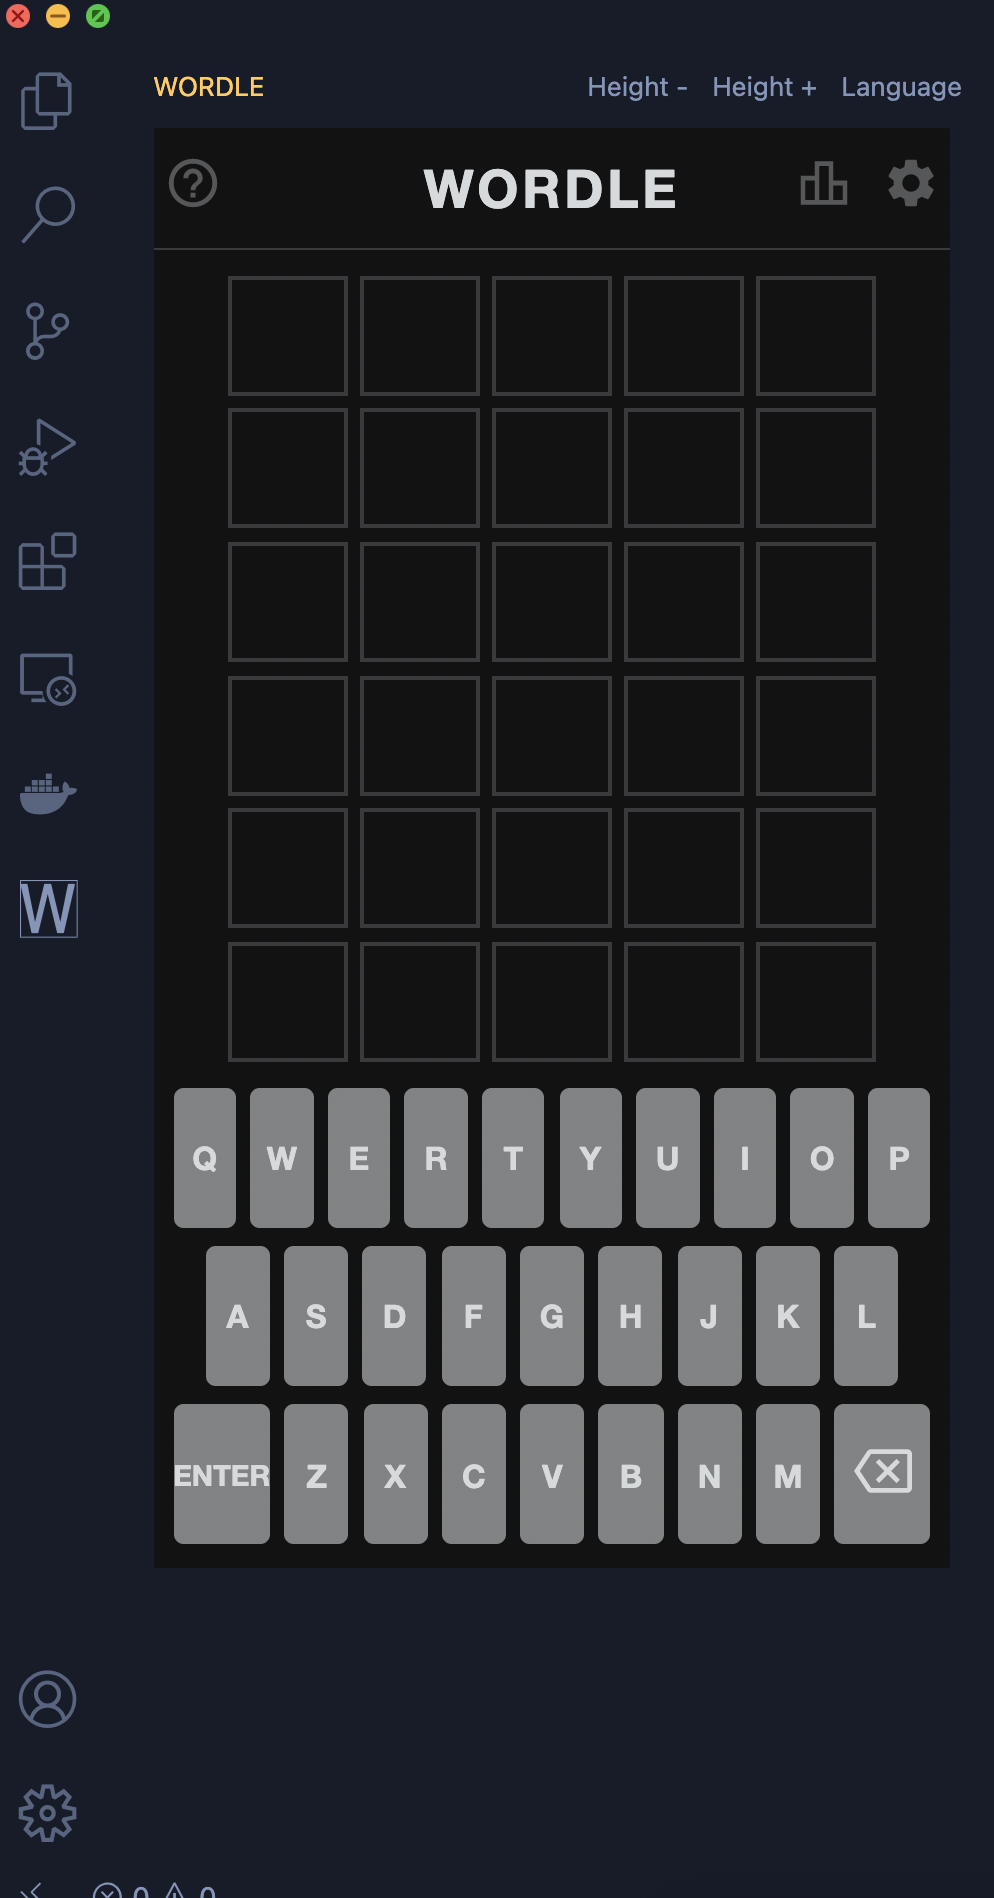 WORDLE Height - Height + Language
WORDLE
Q W E R T Y U I O P
A S D F G H J K L
W
ENTER Z X C V B N M
0 0